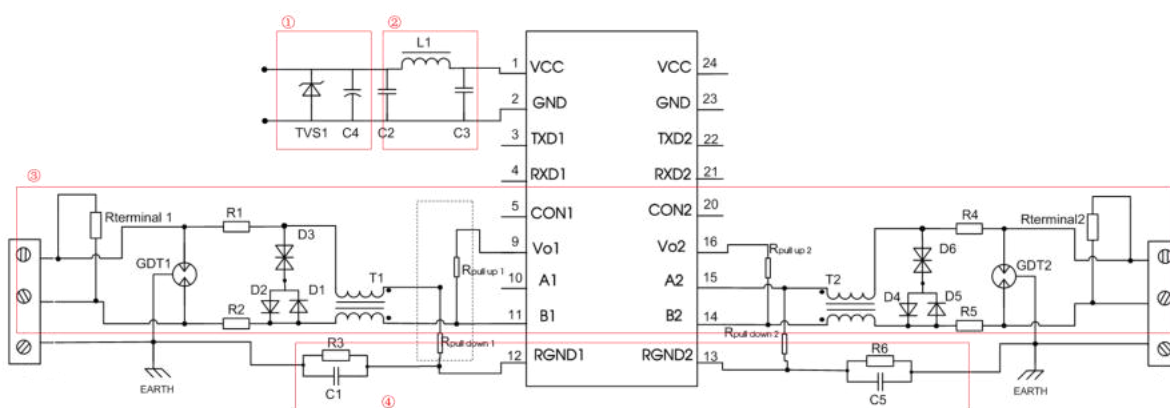 ①
②
L1
TVS1
C4
C2
C3
1
VCC
VCC
24
2
GND
GND
23
3
TXD1
TXD2
22
4
RXD1
RXD2
21
5
CON1
CON2
20
9
Vo1
Vo2
16
10
A1
A2
15
11
B1
B2
14
12
RGND1
RGND2
13
③
Rterminal 1
R1
D3
GDT1
D2
D1
T1
R2
Rpull up 1
Rpull down 1
R3
C1
EARTH
④
Rpull up 2
Rpull down 2
T2
D6
D4
D5
R4
R5
GDT2
Rterminal2
R6
C5
EARTH